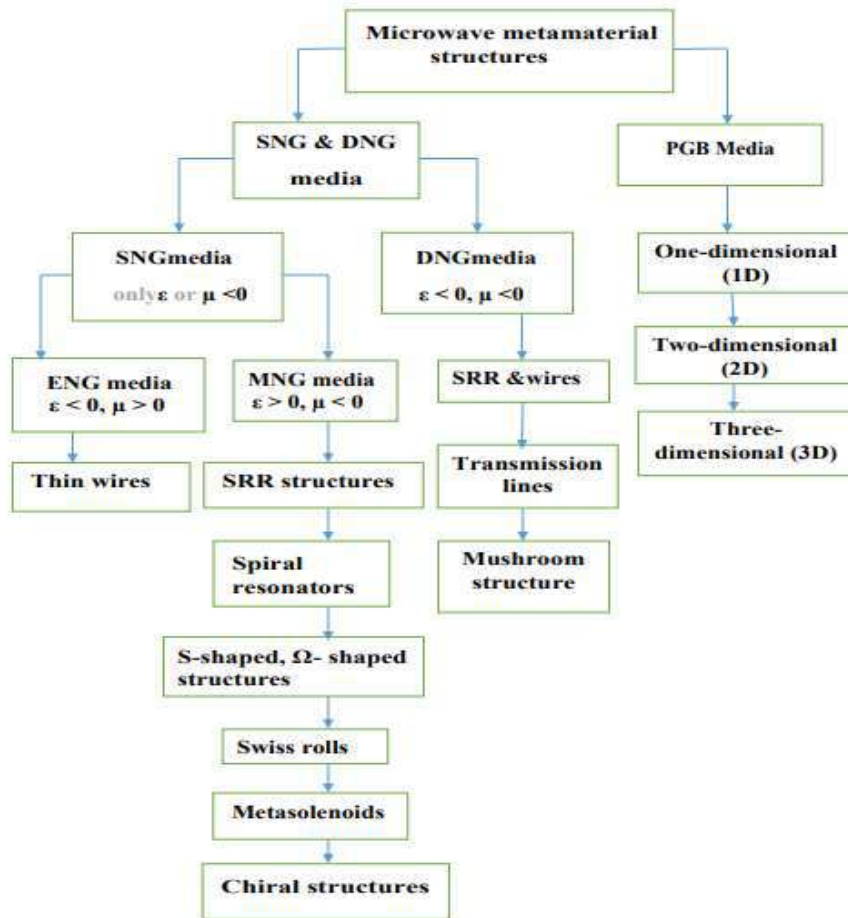 Microwave metamaterial
structures
SNG & DNG
media
PGB Media
SNGmedia
onlyε or μ <0
DNGmedia
ε < 0, μ <0
One-dimensional
(1D)
ENG media
ε < 0, μ > 0
MNG media
ε > 0, μ < 0
SRR &wires
Two-dimensional
(2D)
Thin wires
SRR structures
Transmission
lines
Three-
dimensional (3D)
Spiral
resonators
Mushroom
structure
S-shaped, Ω- shaped
structures
Swiss rolls
Metasolenoids
Chiral structures